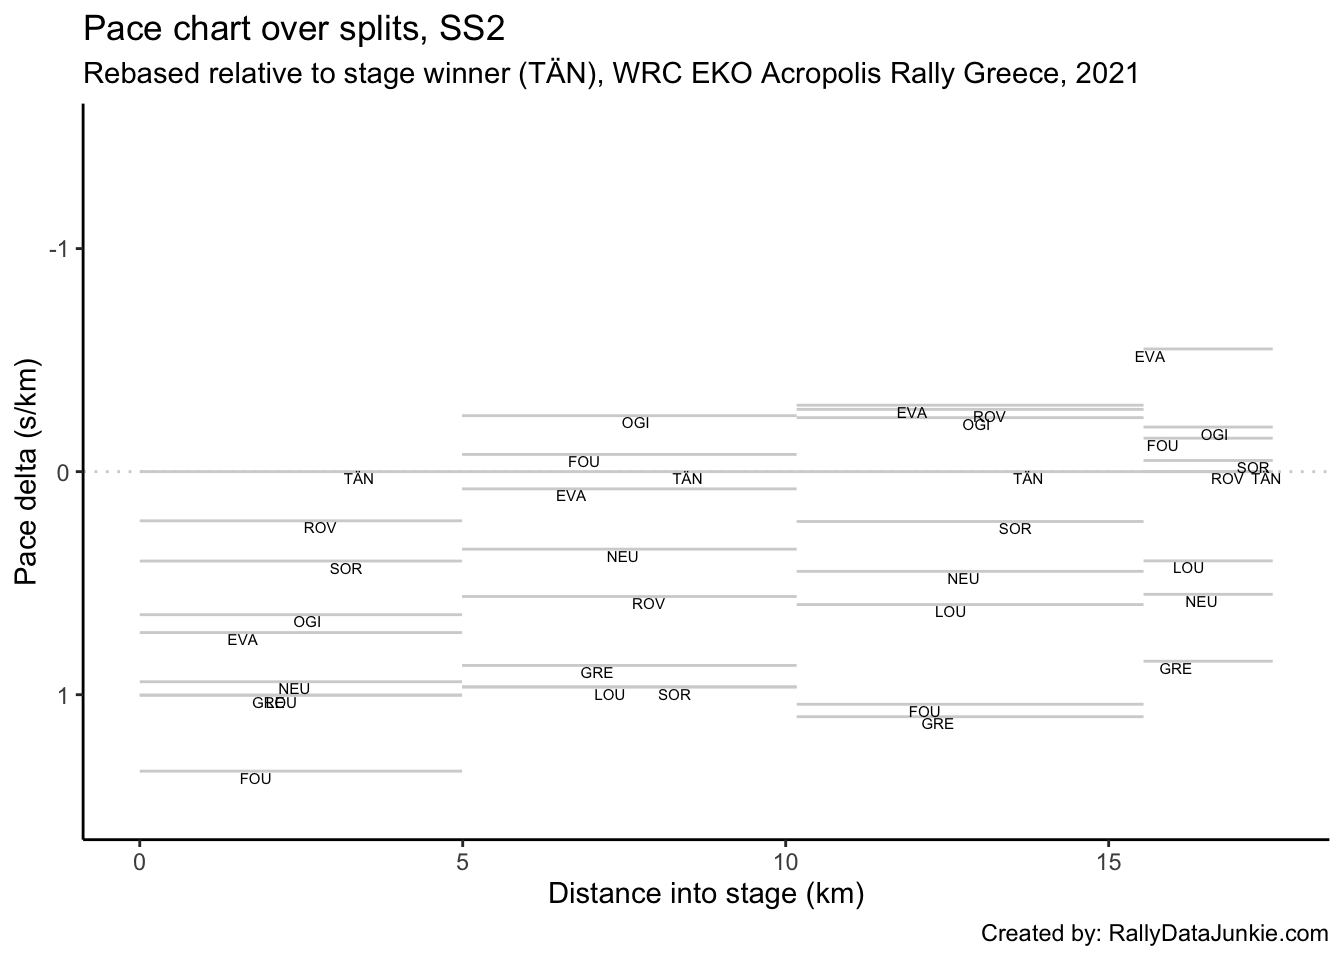 Pace chart over splits, SS2
Rebased relative to stage winner (TÄN), WRC EKO Acropolis Rally Greece, 2021
Pace delta (s/km)
-1
0
1
EVA
OGI
FOU
SOR
ROV TÄN
LOU
NEU
GRE
EVA
ROV
OGI
TÄN
SOR
NEU
LOU
FOU
GRE
OGI
FOU
TÄN
EVA
NEU
ROV
GRE
LOU
SOR
TÄN
ROV
SOR
OGI
EVA
NEU
GRE
LOU
FOU
0 5 10 15
Distance into stage (km)
Created by: RallyDataJunkie.com